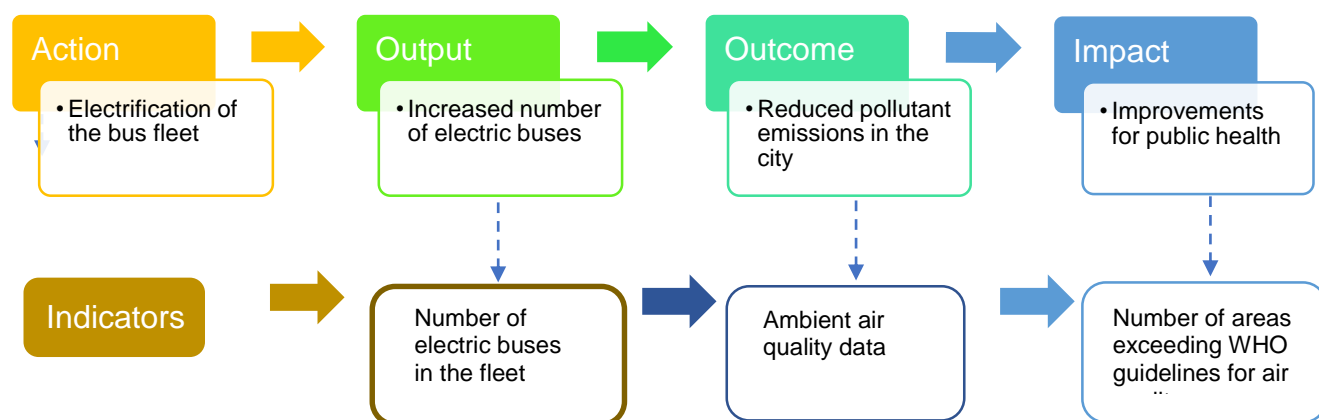 Action
Output
Outcome
Impact
• Electrification of
the bus fleet
• Increased number
of electric buses
• Reduced pollutant
emissions in the
city
• Improvements
for public health
Indicators
Number of
electric buses
in the fleet
Ambient air
quality data
Number of areas
exceeding WHO
guidelines for air